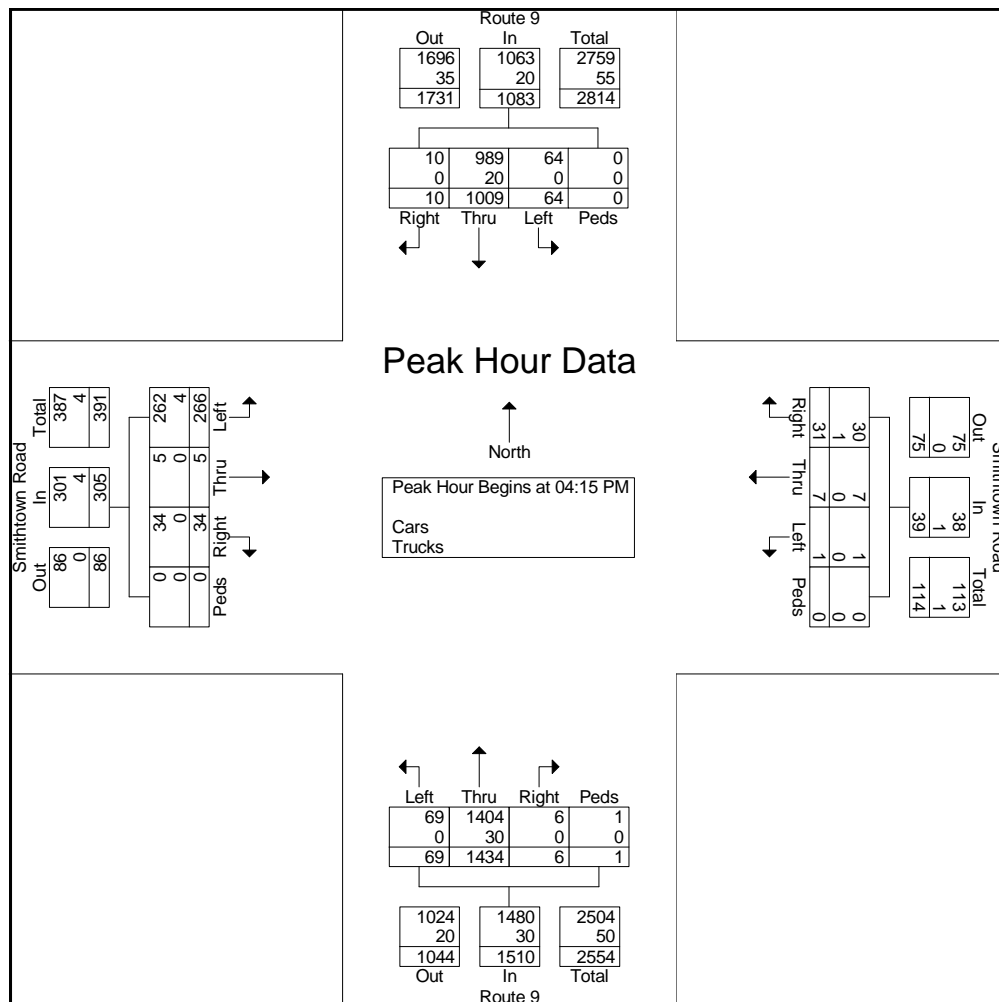 Route 9
Out In Total
1696 1063 2759
35 20 55
1731 1083 2814
10 989 64 0
0 20 0 0
10 1009 64 0
Right Thru Left Peds
Peak Hour Data
North
Peak Hour Begins at 04:15 PM
Cars
Trucks
Smithtown Road
Out In Total
86 301 387
0 4 4
86 305 391
0 34 5 262
0 0 0 4
0 34 5 266
Peds Right Thru Left
Smithtown Road
Out In Total
75 38 113
0 1 1
75 39 114
30 7 1 0
1 0 0 0
31 7 1 0
Right Thru Left Peds
Left Thru Right Peds
69 1404 6 1
0 30 0 0
69 1434 6 1
1024 1480 2504
20 30 50
1044 1510 2554
Out In Total
Route 9